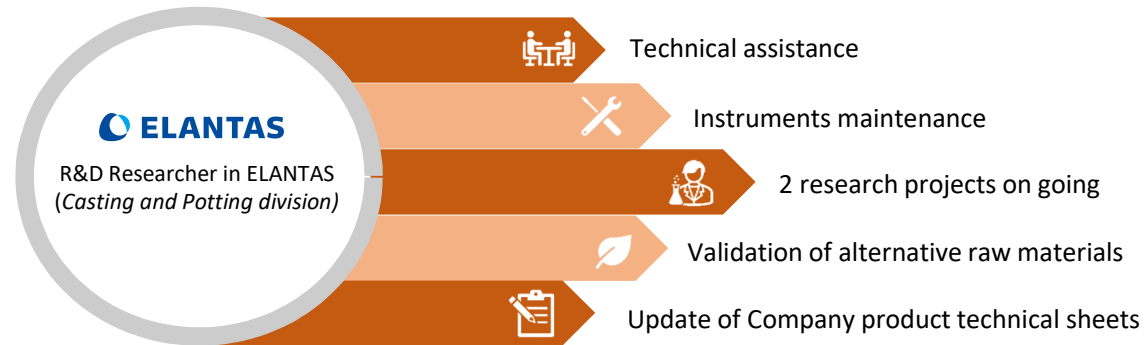 ELANTAS
R&D Researcher in ELANTAS
(Casting and Potting division)
Technical assistance
Instruments maintenance
2 research projects on going
Validation of alternative raw materials
Update of Company product technical sheets